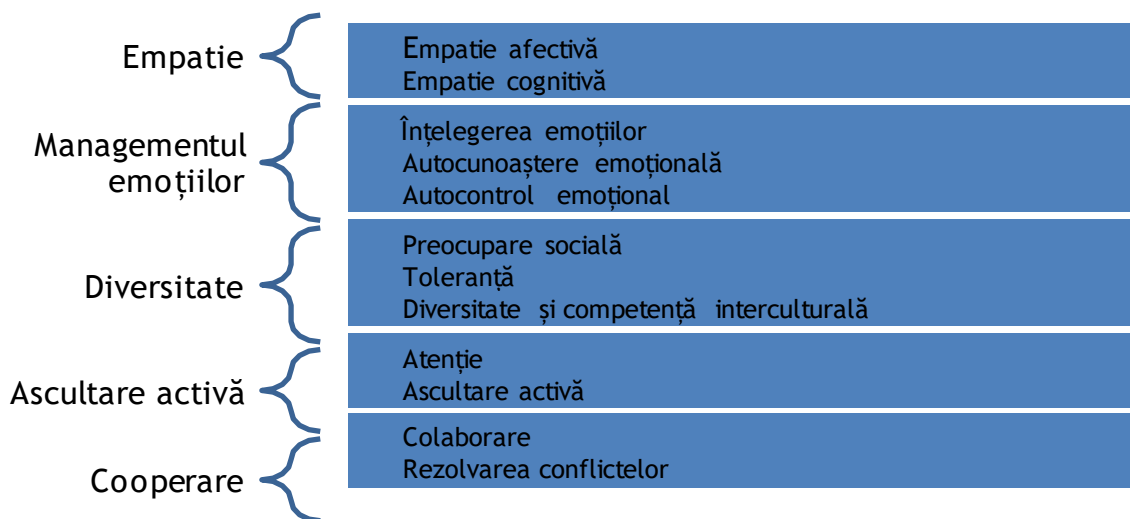 Empatie
Empatie afectivă
Empatie cognitivă
Managementul
emoțiilor
Înțelegerea emoțiilor
Autocunoaștere emoțională
Autocontrol emoțional
Diversitate
Preocupare socială
Toleranță
Diversitate și competență interculturală
Ascultare activă
Atenție
Ascultare activă
Cooperare
Colaborare
Rezolvarea conflictelor